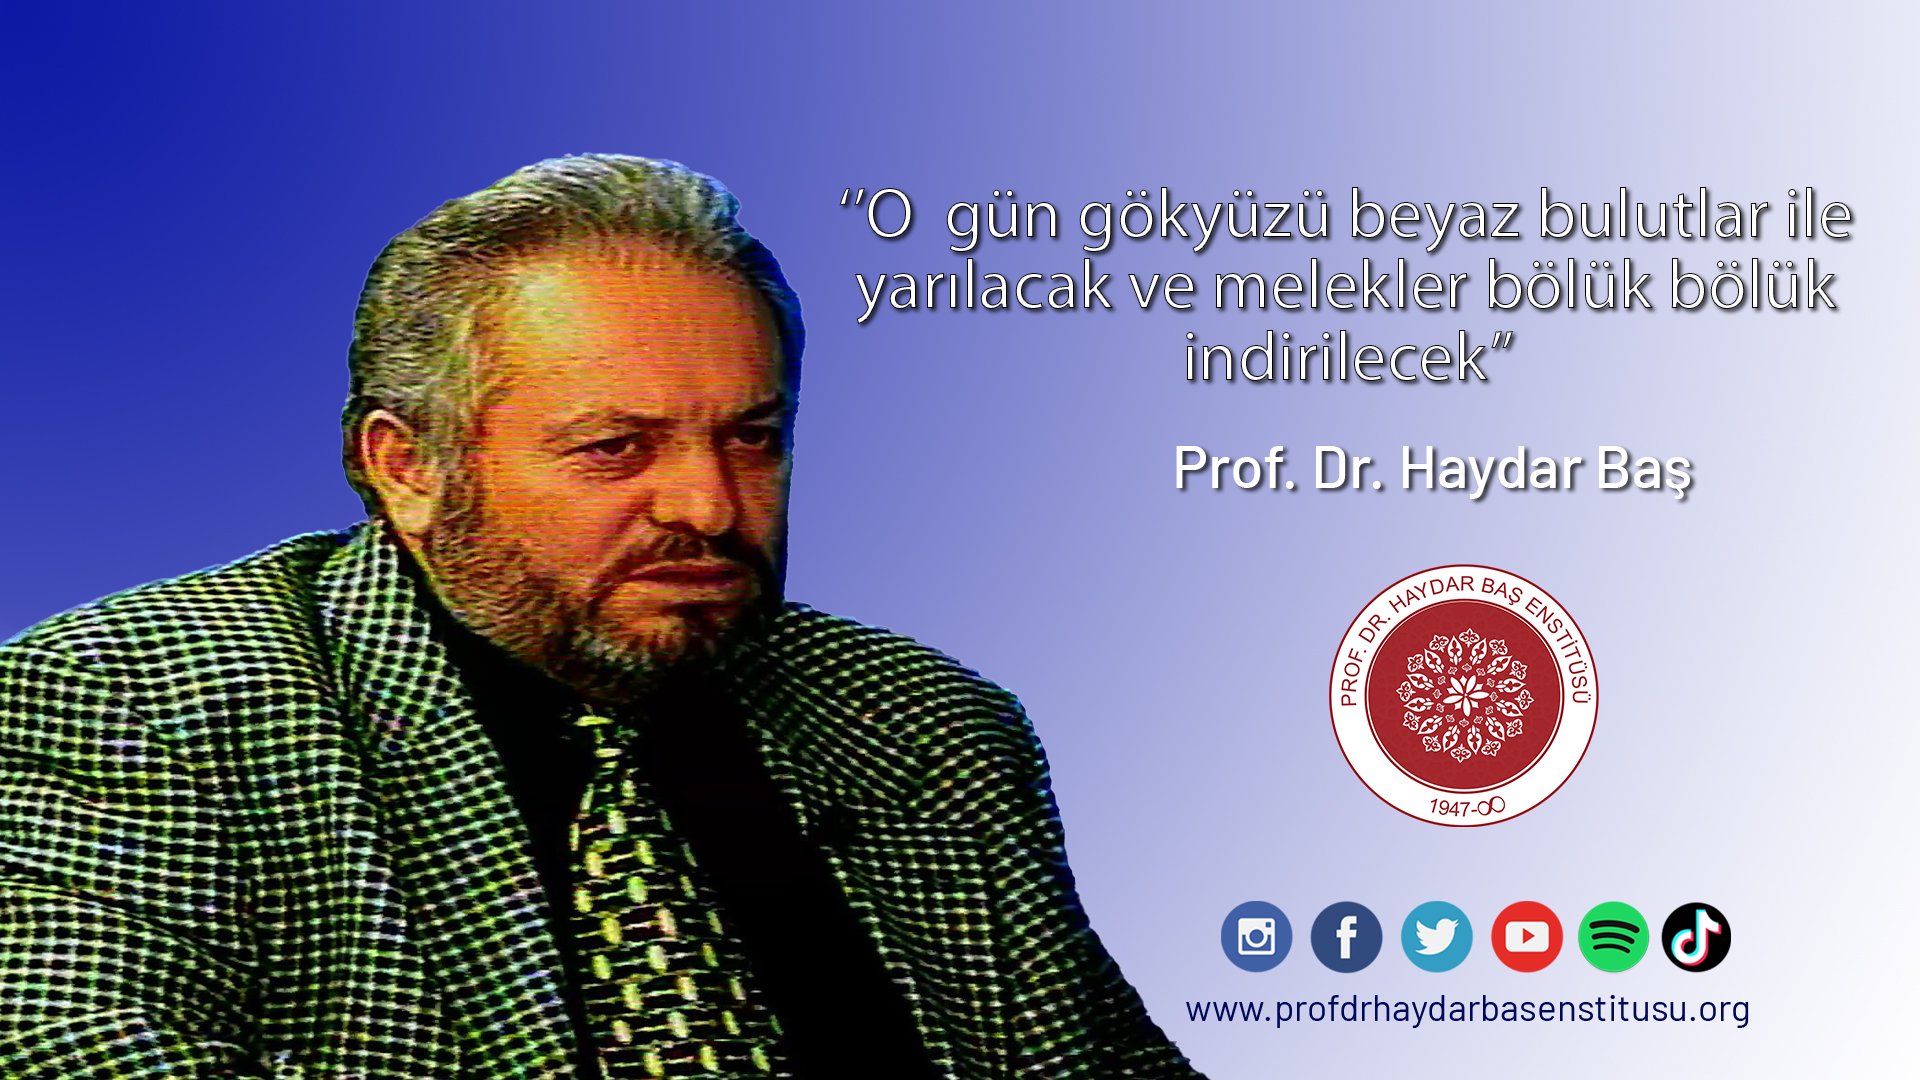 ‘’O gün gökyüzü beyaz bulutlar ile
yarılacak ve melekler bölük bölük
indirilecek’’
Prof. Dr. Haydar Baş
PROF. DR. HAYDAR BAŞ ENSTİTÜSÜ
1947-∞
www.profdrhaydarbasenstitusu.org